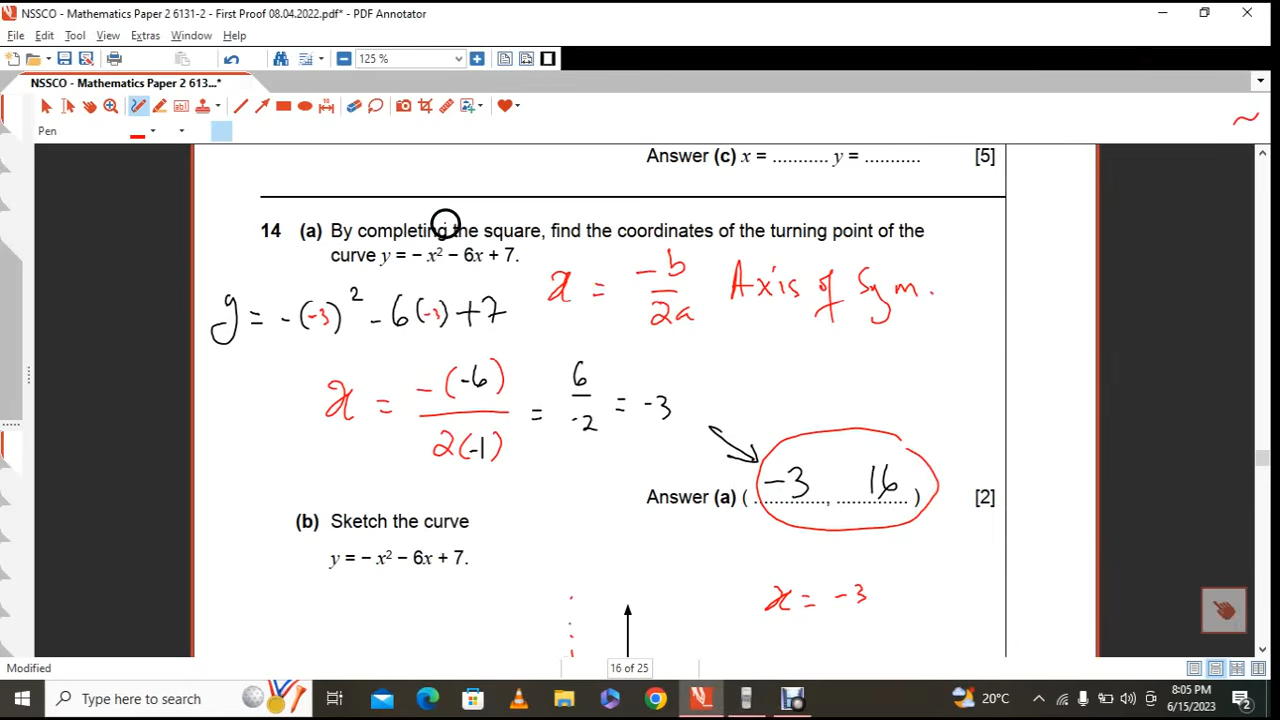 NSSCO - Mathematics Paper 2 6131-2 - First Proof 08.04.2022.pdf* - PDF Annotator
File Edit Tool View Extras Window Help
125 %
NSSCO - Mathematics Paper 2 613...*
Pen
Answer (c) x = ........... y = ........... [5]
14 (a) By completing the square, find the coordinates of the turning point of the
curve y = – x² – 6x + 7.
x = -b/2a Axis of Sym.
y = -(-3)² - 6(-3) + 7
x = -(-6)/2(-1) = 6/-2 = -3
-3 16
Answer (a) ( .............., .............. ) [2]
(b) Sketch the curve
y = – x² – 6x + 7.
x = -3
Modified
16 of 25
Type here to search
20°C
8:05 PM
6/15/2023
2